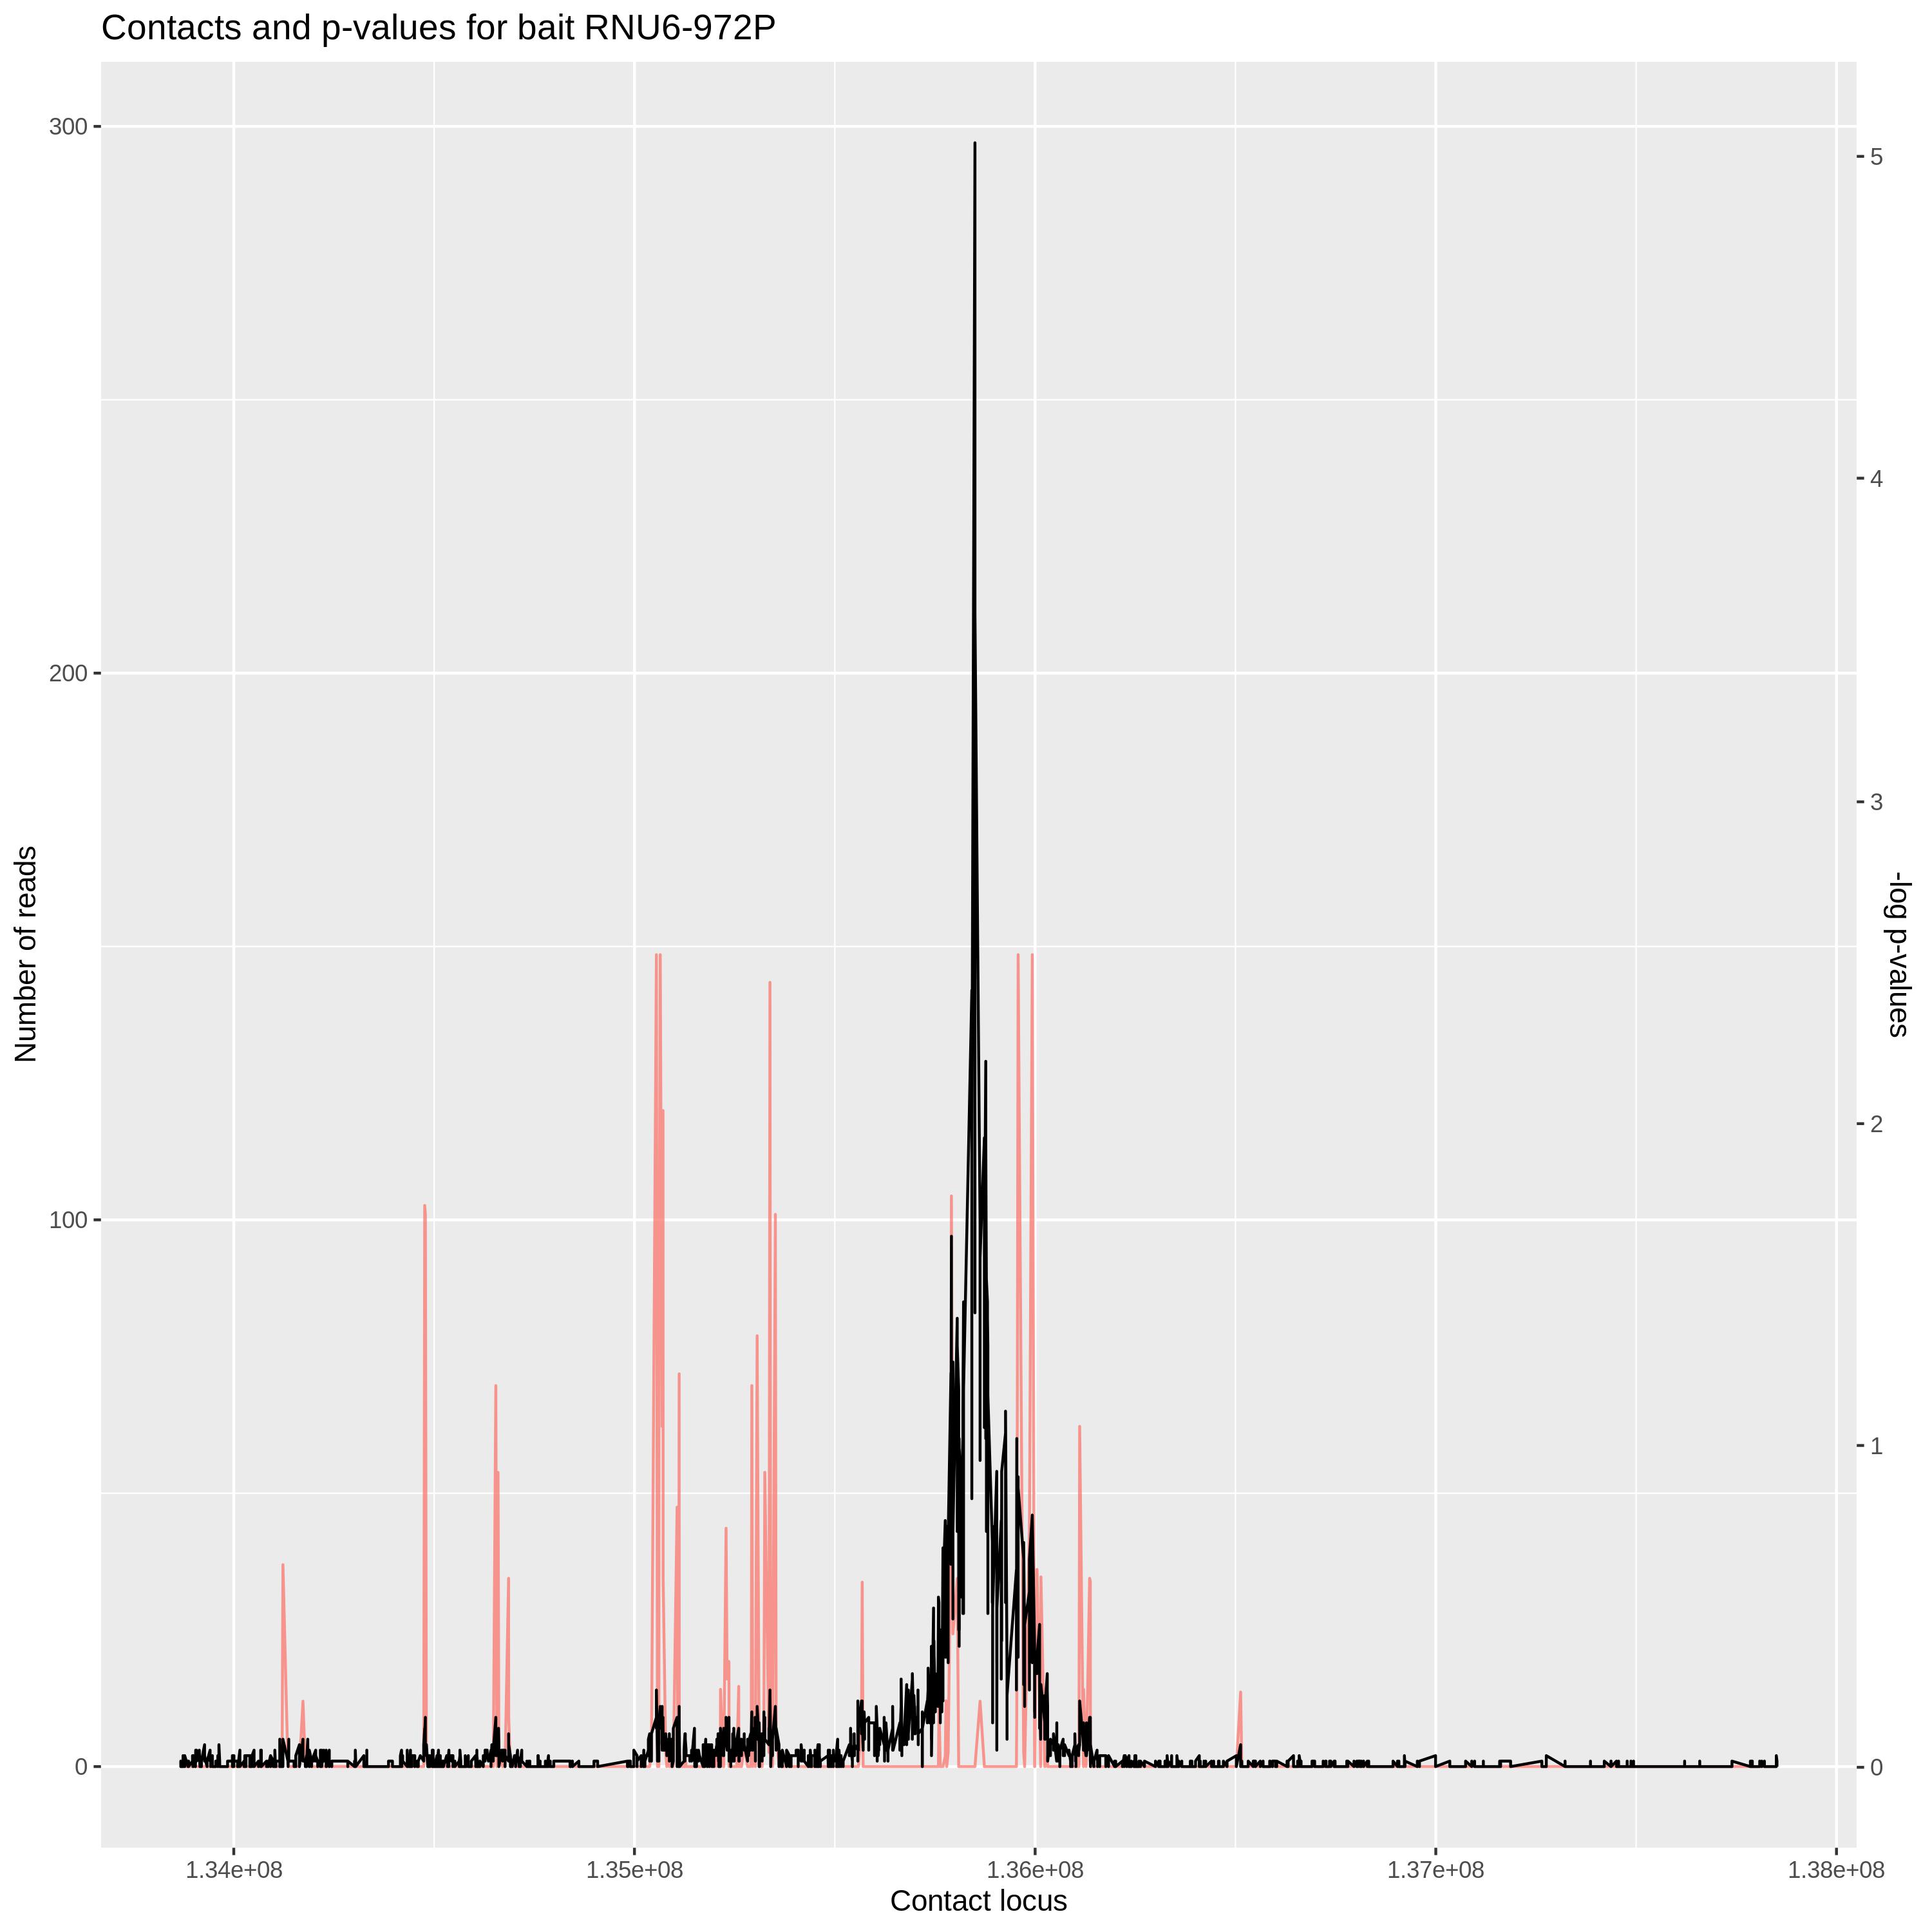 Contacts and p-values for bait RNU6-972P
300
200
100
0
5
4
3
2
1
0
Number of reads
-log p-values
1.34e+08
1.35e+08
1.36e+08
1.37e+08
1.38e+08
Contact locus